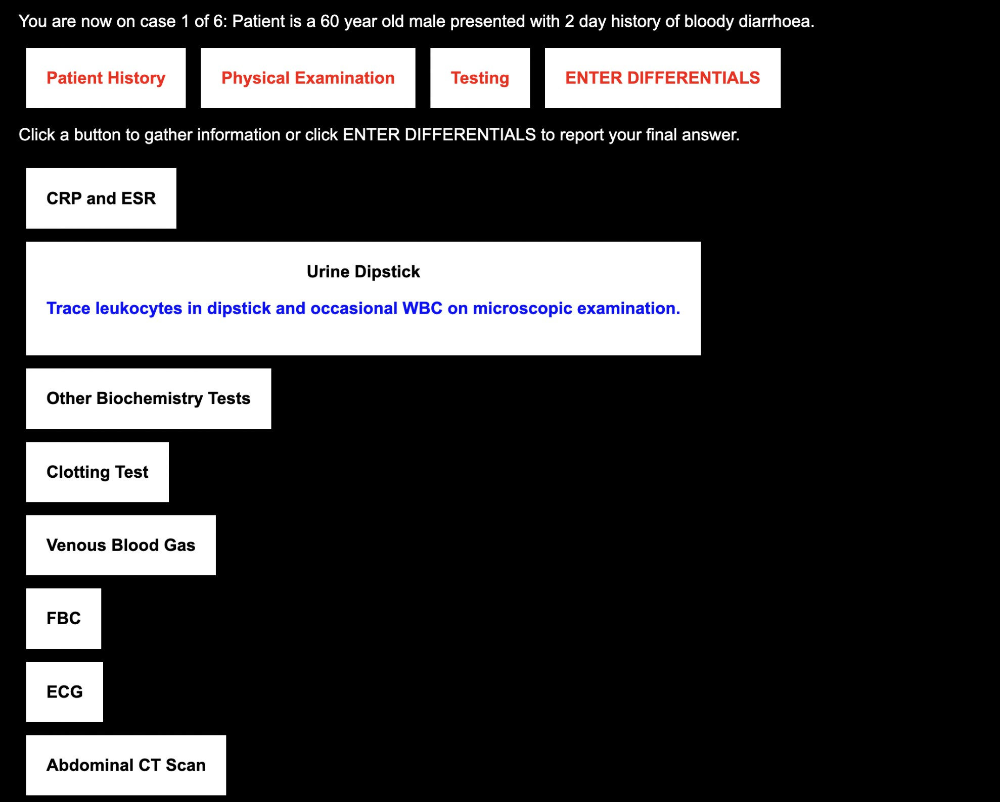 You are now on case 1 of 6: Patient is a 60 year old male presented with 2 day history of bloody diarrhoea.
Patient History
Physical Examination
Testing
ENTER DIFFERENTIALS
Click a button to gather information or click ENTER DIFFERENTIALS to report your final answer.
CRP and ESR
Urine Dipstick
Trace leukocytes in dipstick and occasional WBC on microscopic examination.
Other Biochemistry Tests
Clotting Test
Venous Blood Gas
FBC
ECG
Abdominal CT Scan